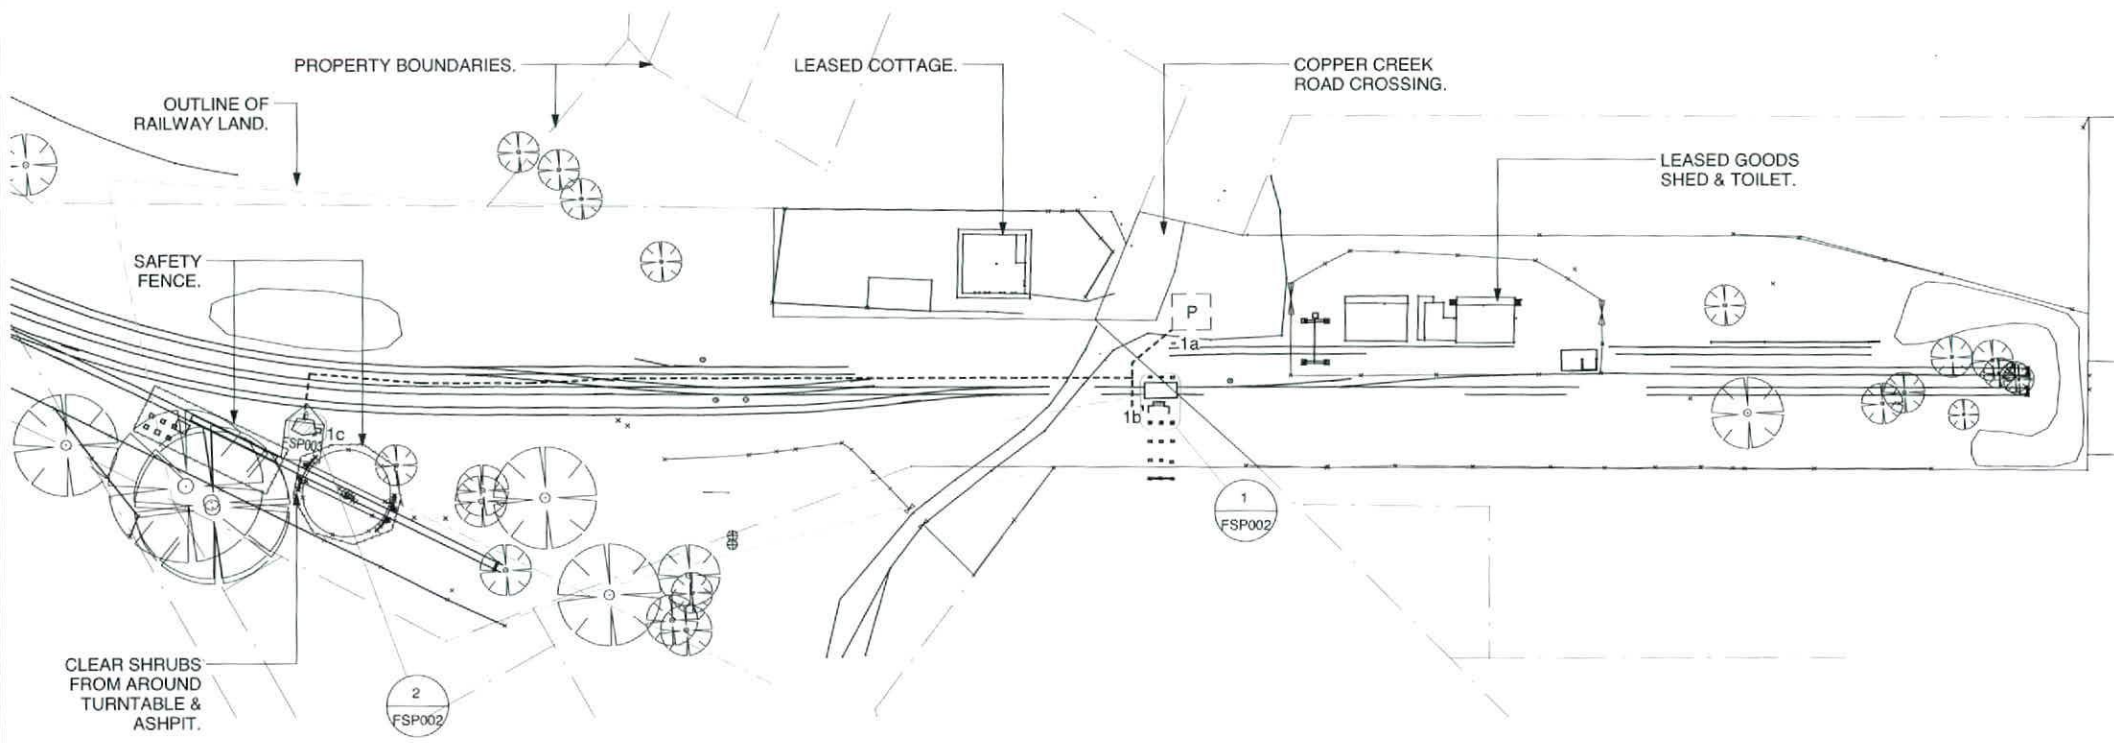 PROPERTY BOUNDARIES.
LEASED COTTAGE.
COPPER CREEK
ROAD CROSSING.
OUTLINE OF
RAILWAY LAND.
LEASED GOODS
SHED & TOILET.
SAFETY
FENCE.
P
1a
1b
1c
FSP003
1
FSP002
CLEAR SHRUBS
FROM AROUND
TURNTABLE &
ASHPIT.
2
FSP002